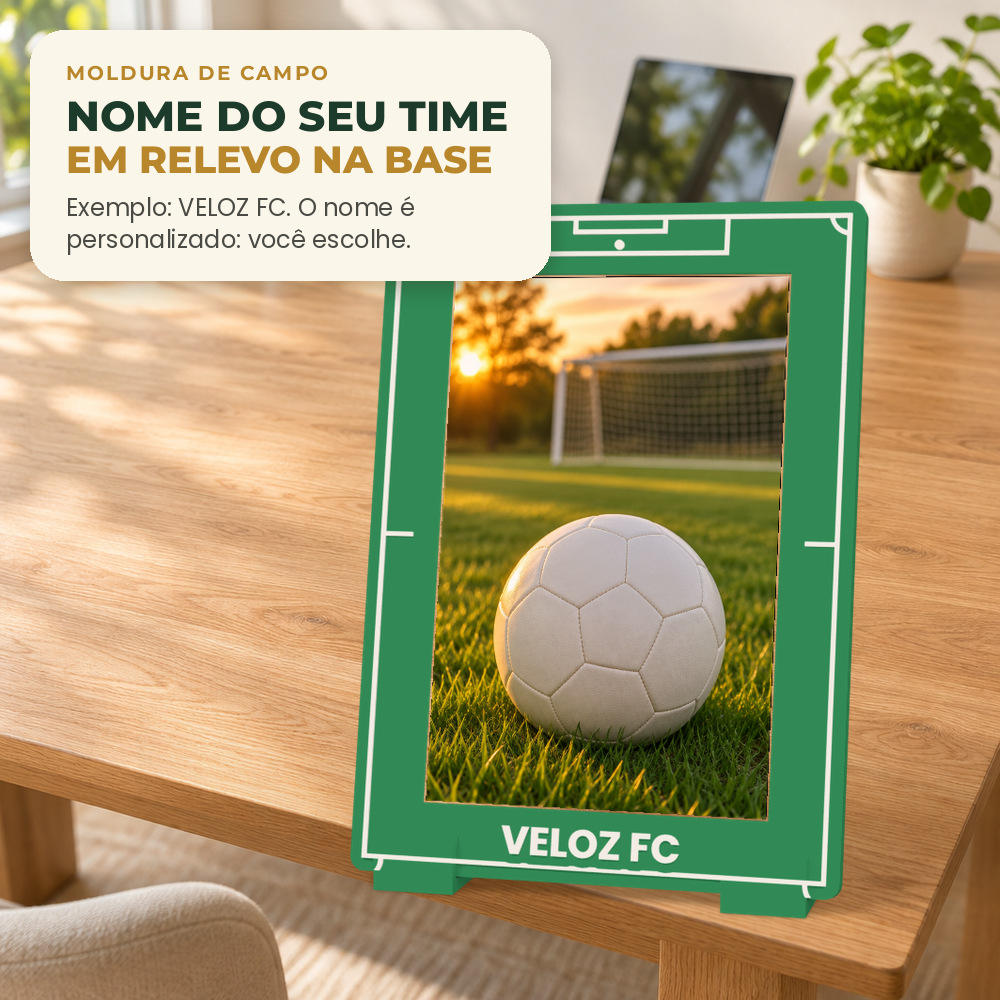 MOLDURA DE CAMPO
NOME DO SEU TIME
EM RELEVO NA BASE
Exemplo: VELOZ FC. O nome é
personalizado: você escolhe.
VELOZ FC